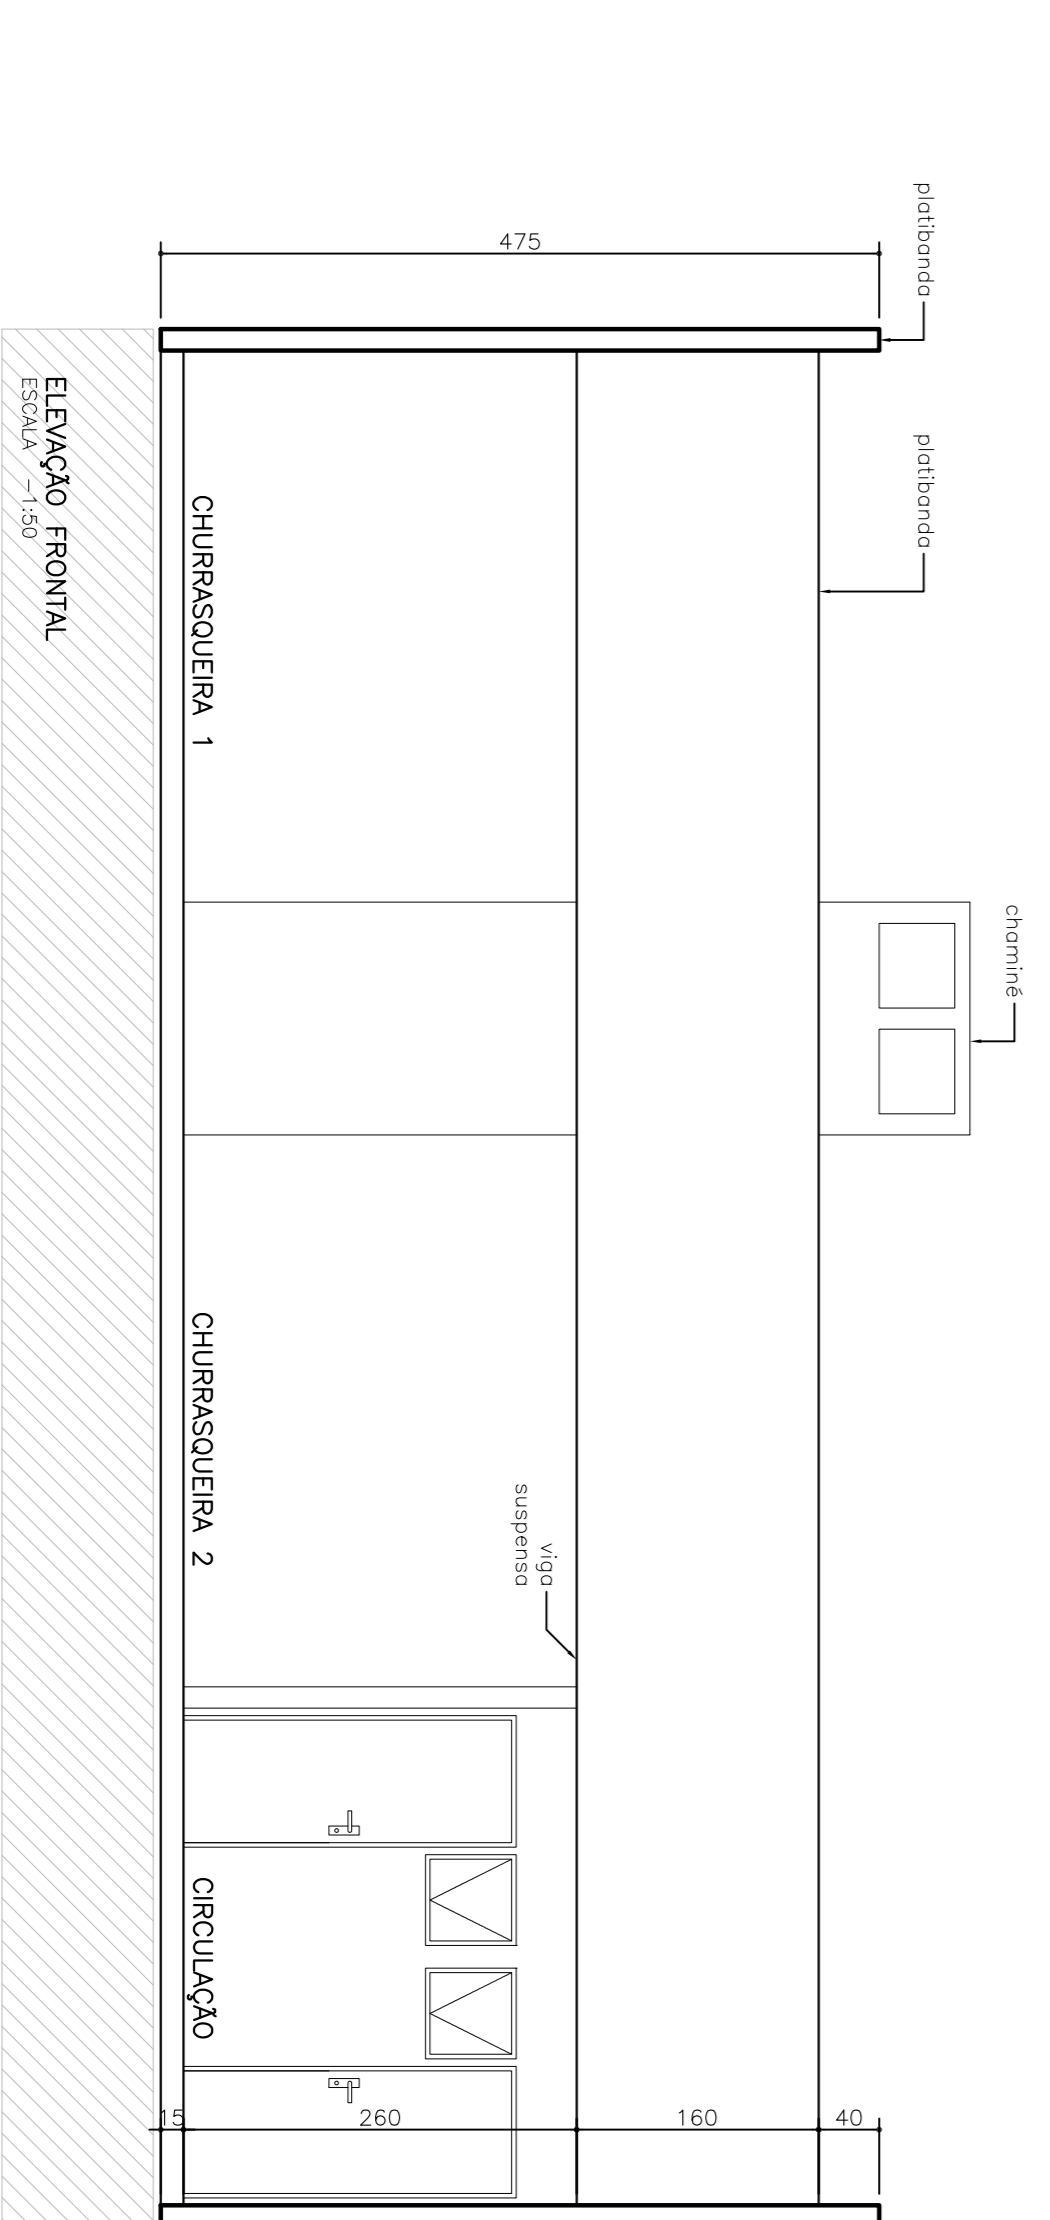 platibanda
platibanda
chaminé
475
viga
suspensa
CHURRASQUEIRA 1
CHURRASQUEIRA 2
CIRCULAÇÃO
15
260
160
40
ELEVAÇÃO FRONTAL
ESCALA -1:50